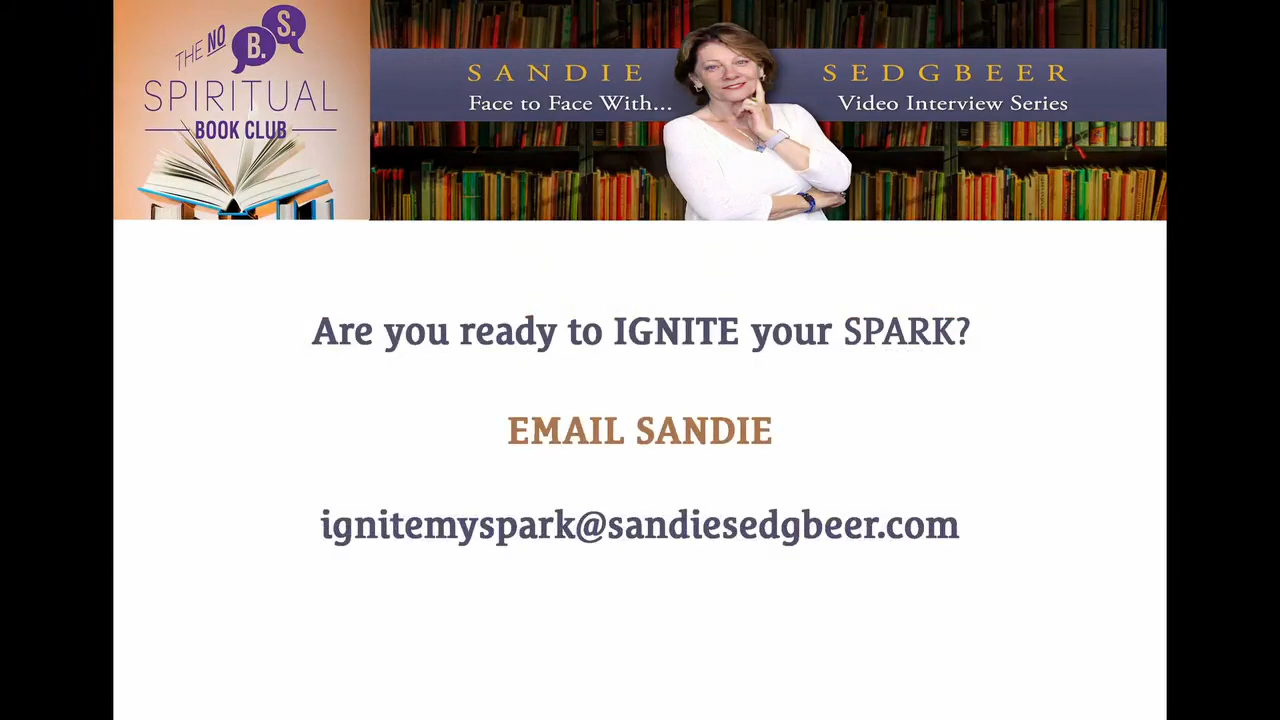 THE NO B.S.
SPIRITUAL
BOOK CLUB
SANDIE SEDGBEER
Face to Face With... Video Interview Series
Are you ready to IGNITE your SPARK?
EMAIL SANDIE
ignitemyspark@sandiesedgbeer.com